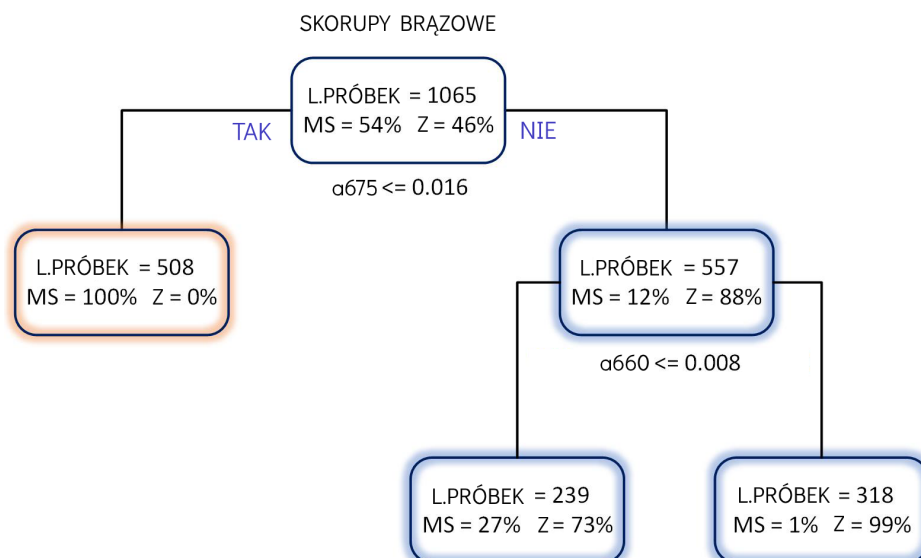 SKORUPY BRĄZOWE
L.PRÓBEK = 1065
MS = 54% Z = 46%
TAK
NIE
a675 <= 0.016
L.PRÓBEK = 508
MS = 100% Z = 0%
L.PRÓBEK = 557
MS = 12% Z = 88%
a660 <= 0.008
L.PRÓBEK = 239
MS = 27% Z = 73%
L.PRÓBEK = 318
MS = 1% Z = 99%